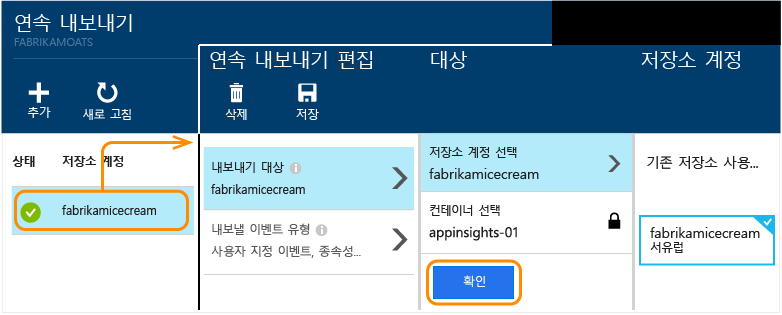 연속 내보내기
FABRIKAMOATS
추가
새로 고침
상태
저장소 계정
fabrikamicecream
연속 내보내기 편집
삭제
저장
내보내기 대상
fabrikamicecream
내보낼 이벤트 유형
사용자 지정 이벤트, 종속성...
대상
저장소 계정 선택
fabrikamicecream
컨테이너 선택
appinsights-01
확인
저장소 계정
기존 저장소 사용...
fabrikamicecream
서유럽